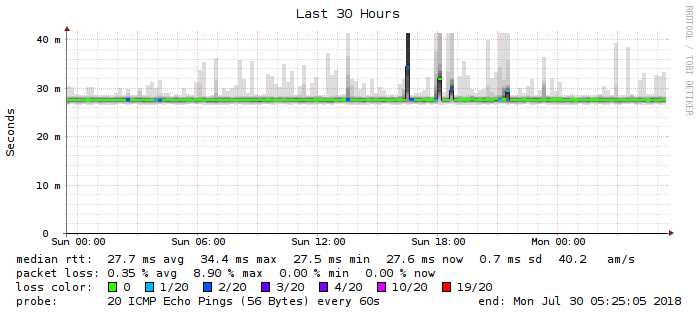 Last 30 Hours
RRDTOOL / TOBI OETIKER
Seconds
40 m
30 m
20 m
10 m
0
Sun 00:00 Sun 06:00 Sun 12:00 Sun 18:00 Mon 00:00
median rtt: 27.7 ms avg 34.4 ms max 27.5 ms min 27.6 ms now 0.7 ms sd 40.2 am/s
packet loss: 0.35 % avg 8.90 % max 0.00 % min 0.00 % now
loss color: 0 1/20 2/20 3/20 4/20 10/20 19/20
probe: 20 ICMP Echo Pings (56 Bytes) every 60s end: Mon Jul 30 05:25:05 2018